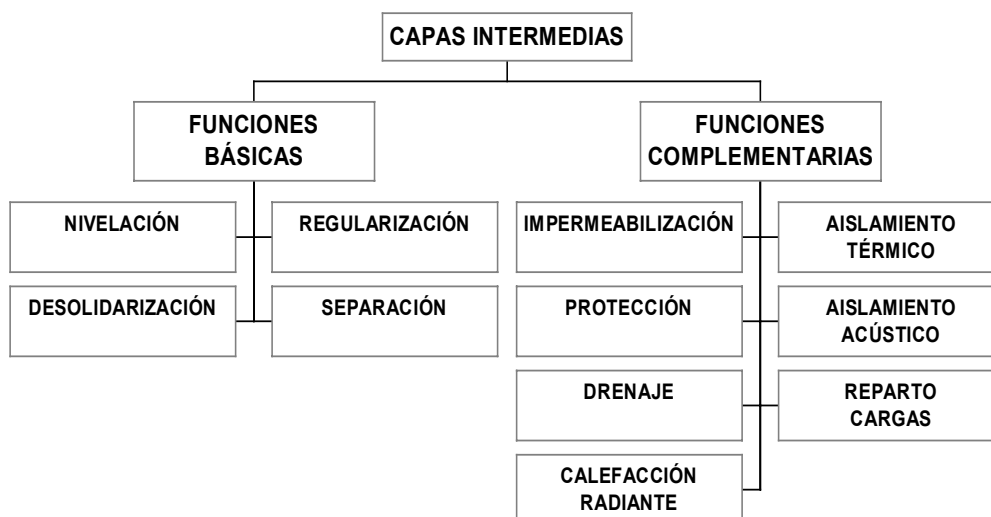 CAPAS INTERMEDIAS
FUNCIONES
BÁSICAS
FUNCIONES
COMPLEMENTARIAS
NIVELACIÓN
REGULARIZACIÓN
DESOLIDARIZACIÓN
SEPARACIÓN
IMPERMEABILIZACIÓN
AISLAMIENTO
TÉRMICO
PROTECCIÓN
AISLAMIENTO
ACÚSTICO
DRENAJE
REPARTO
CARGAS
CALEFACCIÓN
RADIANTE